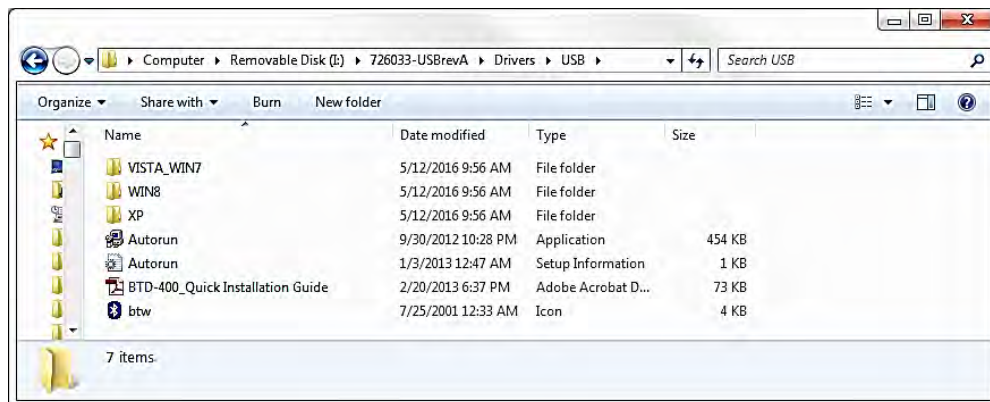 Computer Removable Disk (I:) 726033-USBrevA Drivers USB Search USB
Organize Share with Burn New folder
Name Date modified Type Size
VISTA_WIN7 5/12/2016 9:56 AM File folder
WIN8 5/12/2016 9:56 AM File folder
XP 5/12/2016 9:56 AM File folder
Autorun 9/30/2012 10:28 PM Application 454 KB
Autorun 1/3/2013 12:47 AM Setup Information 1 KB
BTD-400_Quick Installation Guide 2/20/2013 6:37 PM Adobe Acrobat D... 73 KB
btw 7/25/2001 12:33 AM Icon 4 KB
7 items